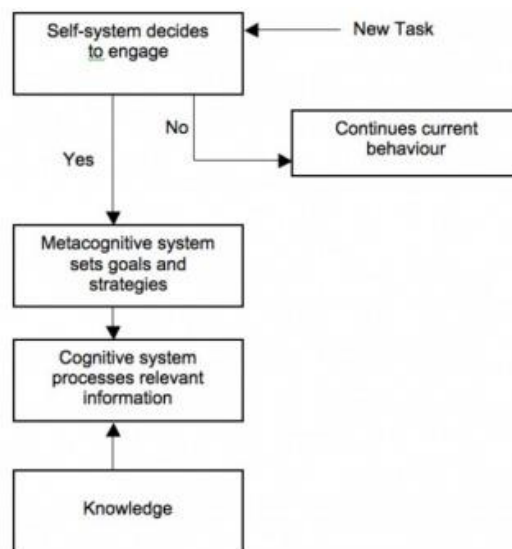 Self-system decides
to engage
New Task
No
Yes
Continues current
behaviour
Metacognitive system
sets goals and
strategies
Cognitive system
processes relevant
information
Knowledge